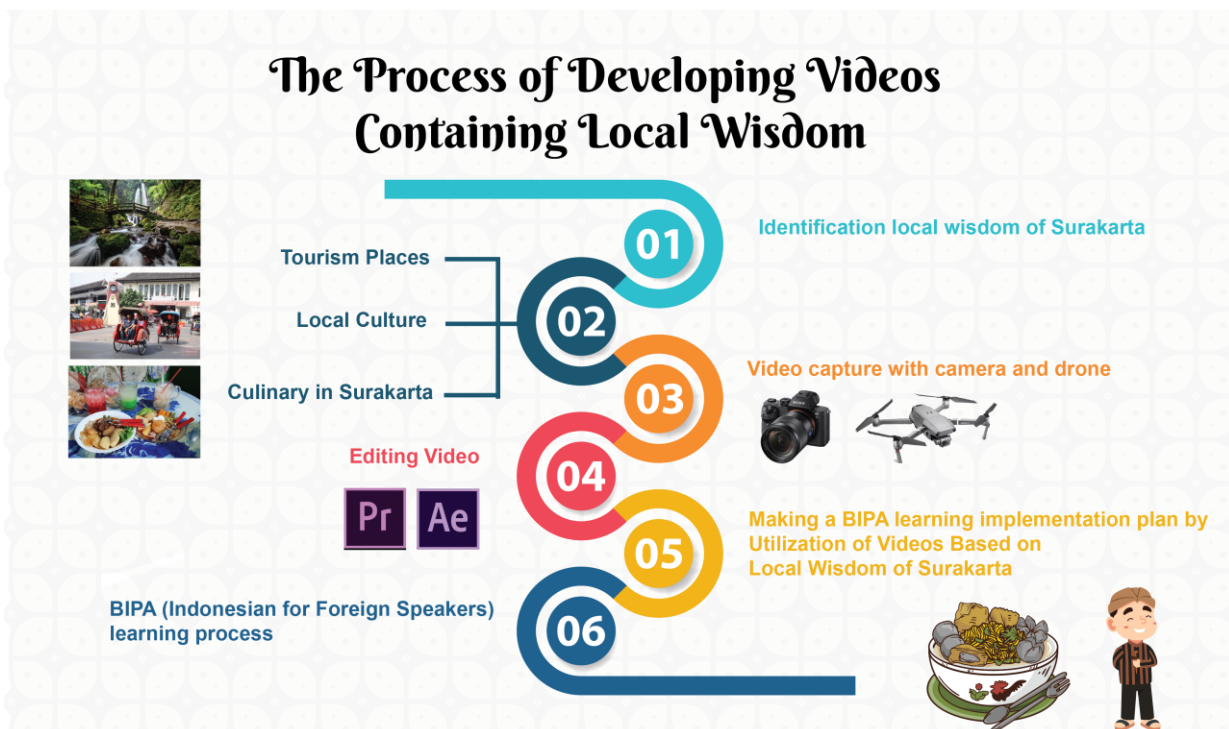 The Process of Developing Videos
Containing Local Wisdom
01
Identification local wisdom of Surakarta
Tourism Places
Local Culture
Culinary in Surakarta
02
03
Video capture with camera and drone
Editing Video
Pr
Ae
04
05
Making a BIPA learning implementation plan by
Utilization of Videos Based on
Local Wisdom of Surakarta
BIPA (Indonesian for Foreign Speakers)
learning process
06